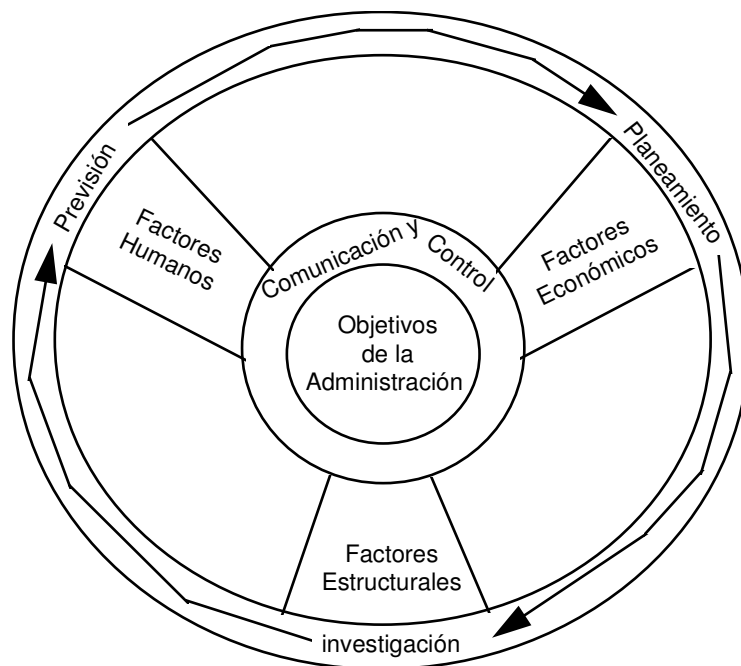 Previsión
Planeamiento
Factores
Humanos
Comunicación y
Control
Factores
Económicos
Objetivos
de la
Administración
Factores
Estructurales
investigación